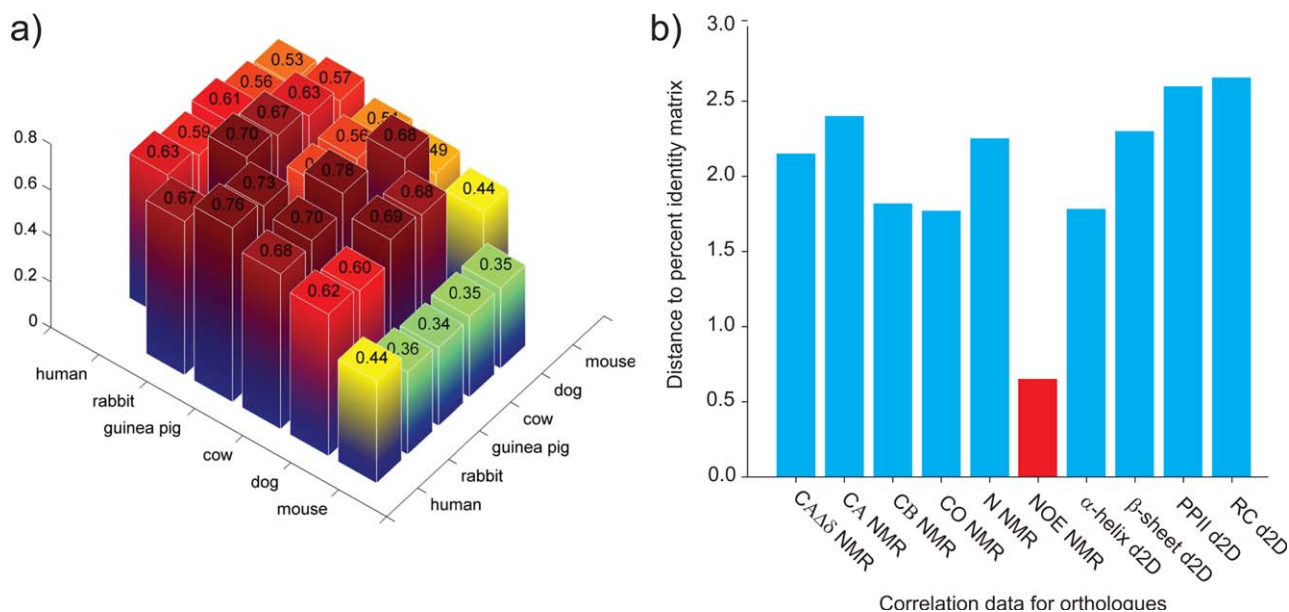 a)
0.53
0.56
0.57
0.61
0.63
0.67
0.59
0.70
0.63
0.56
0.68
49
0.78
0.67
0.73
0.68
0.44
0.76
0.70
0.69
0.68
0.60
0.35
0.62
0.35
0.34
0.44
0.36
0.8
0.6
0.4
0.2
0
human
rabbit
guinea pig
cow
dog
mouse
mouse
dog
cow
guinea pig
rabbit
human
b)
3.0
2.5
2.0
1.5
1.0
0.5
0.0
Distance to percent identity matrix
CAΔδ NMR
CA NMR
CB NMR
CO NMR
N NMR
NOE NMR
α-helix d2D
β-sheet d2D
PPII d2D
RC d2D
Correlation data for orthologues